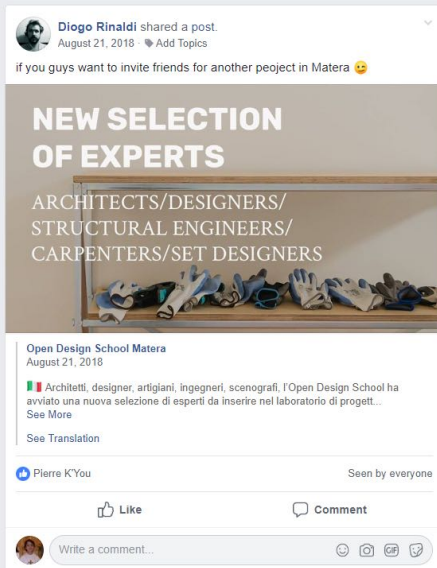 Diogo Rinaldi shared a post.
August 21, 2018 · Add Topics
if you guys want to invite friends for another peoject in Matera 😉
NEW SELECTION
OF EXPERTS
ARCHITECTS/DESIGNERS/
STRUCTURAL ENGINEERS/
CARPENTERS/SET DESIGNERS
Open Design School Matera
August 21, 2018
🇮🇹 Architetti, designer, artigiani, ingegneri, scenografi, l'Open Design School ha
avviato una nuova selezione di esperti da inserire nel laboratorio di progett...
See More
See Translation
Pierre K'You
Seen by everyone
Like
Comment
Write a comment...
GIF